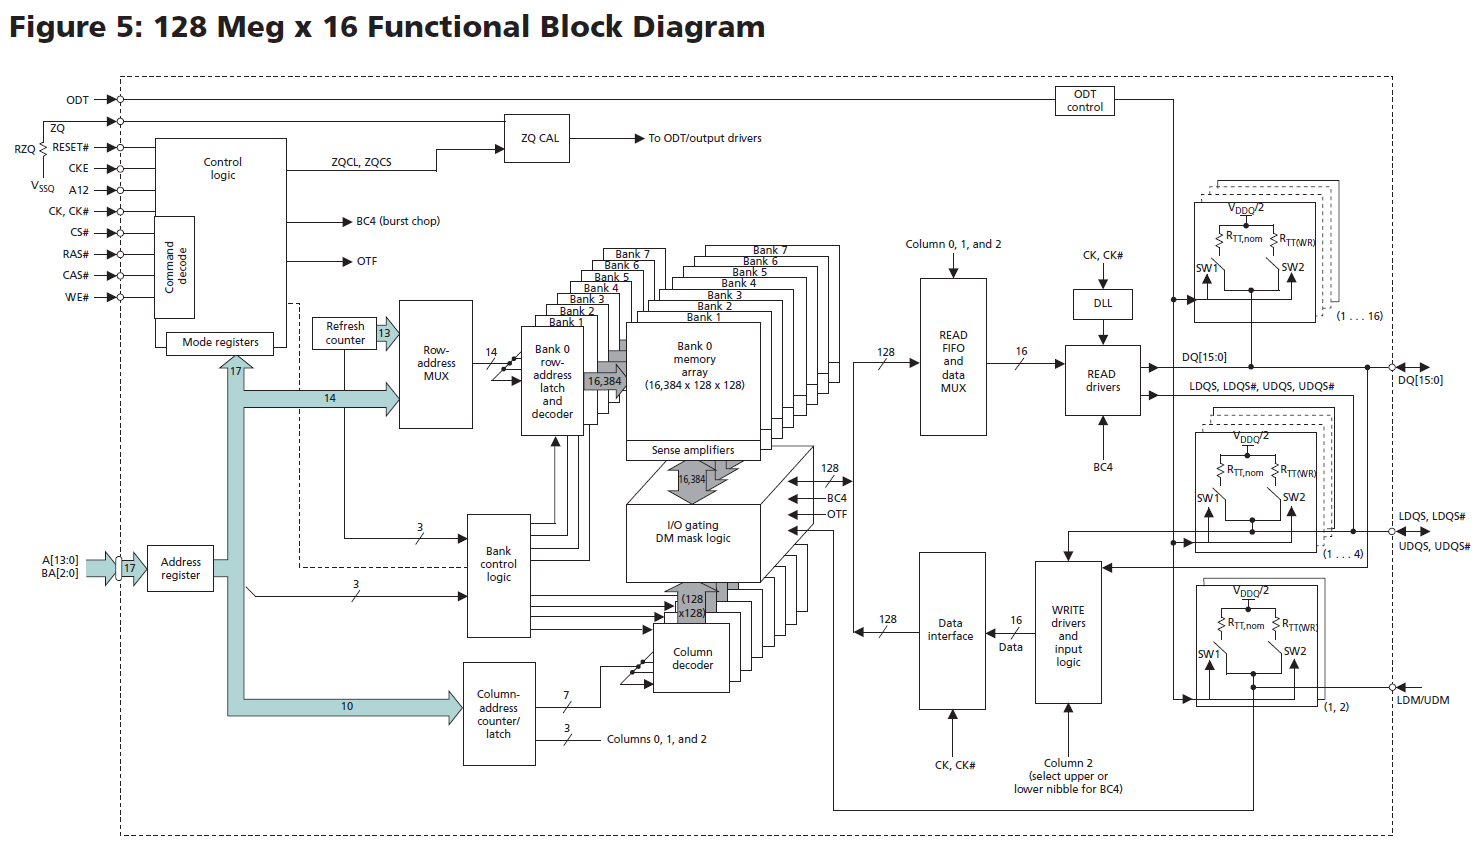 Figure 5: 128 Meg x 16 Functional Block Diagram
ODT
ZQ
RZQ
VSSQ
RESET#
CKE
A12
CK, CK#
CS#
RAS#
CAS#
WE#
Control
logic
Command
decode
Mode registers
ZQCL, ZQCS
ZQ CAL
To ODT/output drivers
BC4 (burst chop)
OTF
ODT
control
Refresh
counter
13
Row-
address
MUX
14
14
17
Bank 7
Bank 6
Bank 5
Bank 4
Bank 3
Bank 2
Bank 1
Bank 0
row-
address
latch
and
decoder
16,384
Bank 7
Bank 6
Bank 5
Bank 4
Bank 3
Bank 2
Bank 1
Bank 0
memory
array
(16,384 x 128 x 128)
Sense amplifiers
16,384
I/O gating
DM mask logic
128
BC4
OTF
(128
x128)
Column
decoder
3
3
Bank
control
logic
A[13:0]
BA[2:0]
17
Address
register
10
Column-
address
counter/
latch
7
3
Columns 0, 1, and 2
Column 0, 1, and 2
128
READ
FIFO
and
data
MUX
16
CK, CK#
DLL
READ
drivers
BC4
DQ[15:0]
LDQS, LDQS#, UDQS, UDQS#
128
Data
interface
16
Data
CK, CK#
WRITE
drivers
and
input
logic
Column 2
(select upper or
lower nibble for BC4)
VDDQ/2
RTT,nom
RTT(WR)
SW1
SW2
(1 . . . 16)
DQ[15:0]
VDDQ/2
RTT,nom
RTT(WR)
SW1
SW2
(1 . . . 4)
LDQS, LDQS#
UDQS, UDQS#
VDDQ/2
RTT,nom
RTT(WR)
SW1
SW2
(1, 2)
LDM/UDM